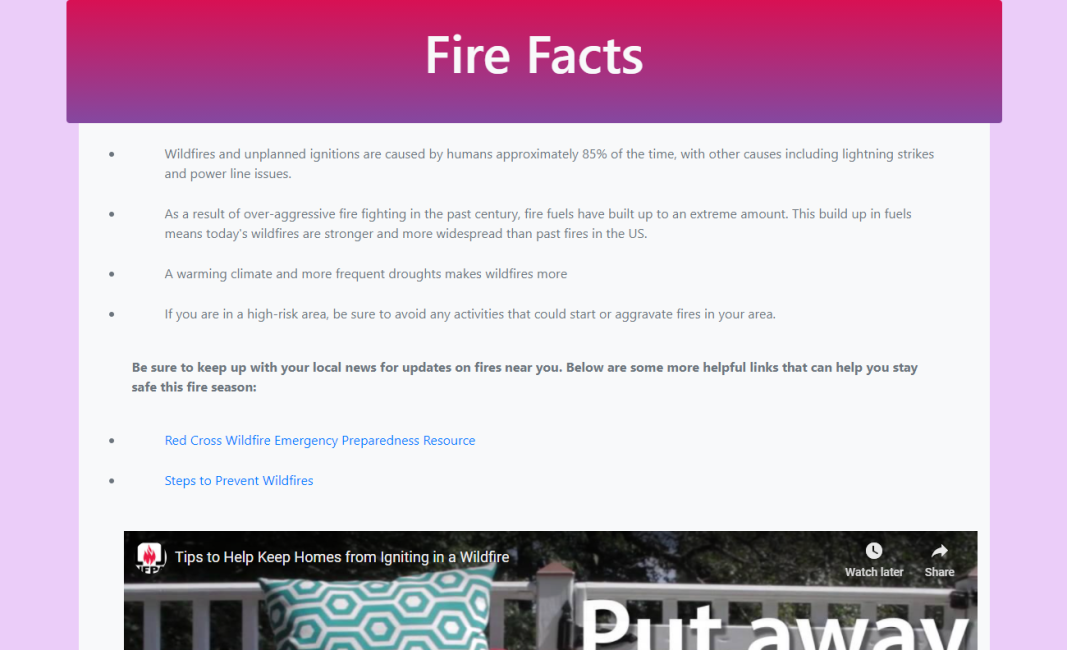 Fire Facts
Wildfires and unplanned ignitions are caused by humans approximately 85% of the time, with other causes including lightning strikes
and power line issues.
As a result of over-aggressive fire fighting in the past century, fire fuels have built up to an extreme amount. This build up in fuels
means today's wildfires are stronger and more widespread than past fires in the US.
A warming climate and more frequent droughts makes wildfires more
If you are in a high-risk area, be sure to avoid any activities that could start or aggravate fires in your area.
Be sure to keep up with your local news for updates on fires near you. Below are some more helpful links that can help you stay
safe this fire season:
Red Cross Wildfire Emergency Preparedness Resource
Steps to Prevent Wildfires
Tips to Help Keep Homes from Igniting in a Wildfire
Watch later
Share
Put away